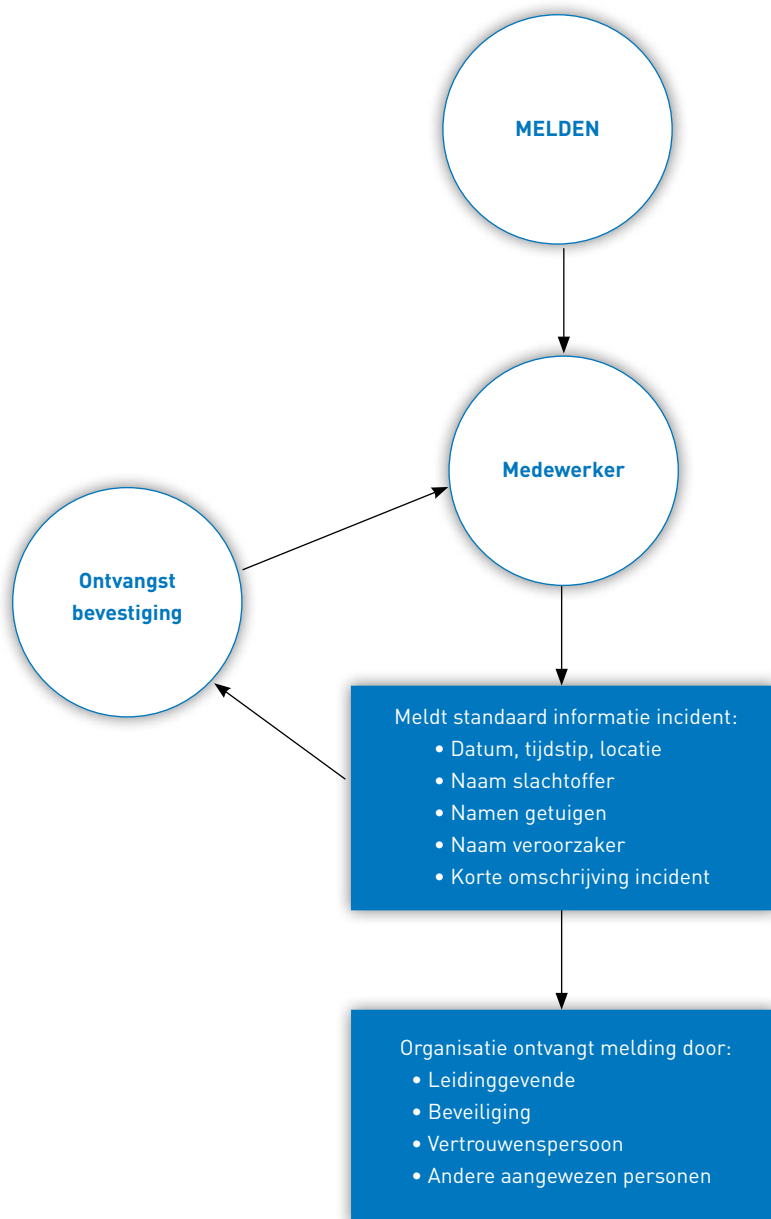 MELDEN
Medewerker
Ontvangst
bevestiging
Meldt standaard informatie incident:
• Datum, tijdstip, locatie
• Naam slachtoffer
• Namen getuigen
• Naam veroorzaker
• Korte omschrijving incident
Organisatie ontvangt melding door:
• Leidinggevende
• Beveiliging
• Vertrouwenspersoon
• Andere aangewezen personen